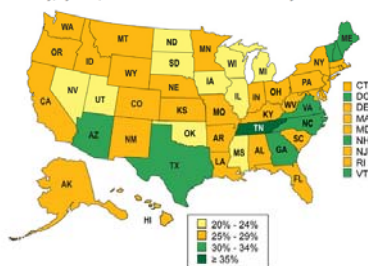 WA
MT
ND
MN
ME
OR
ID
SD
WI
MI
NY
WY
IA
PA
NV
NE
IL
IN
OH
UT
CO
KS
MO
KY
WV
VA
CA
NC
TN
AZ
NM
OK
AR
SC
MS
AL
GA
TX
LA
FL
AK
HI
CT
DC
DE
MA
MD
NH
NJ
RI
VT
20% - 24%
25% - 29%
30% - 34%
≥ 35%